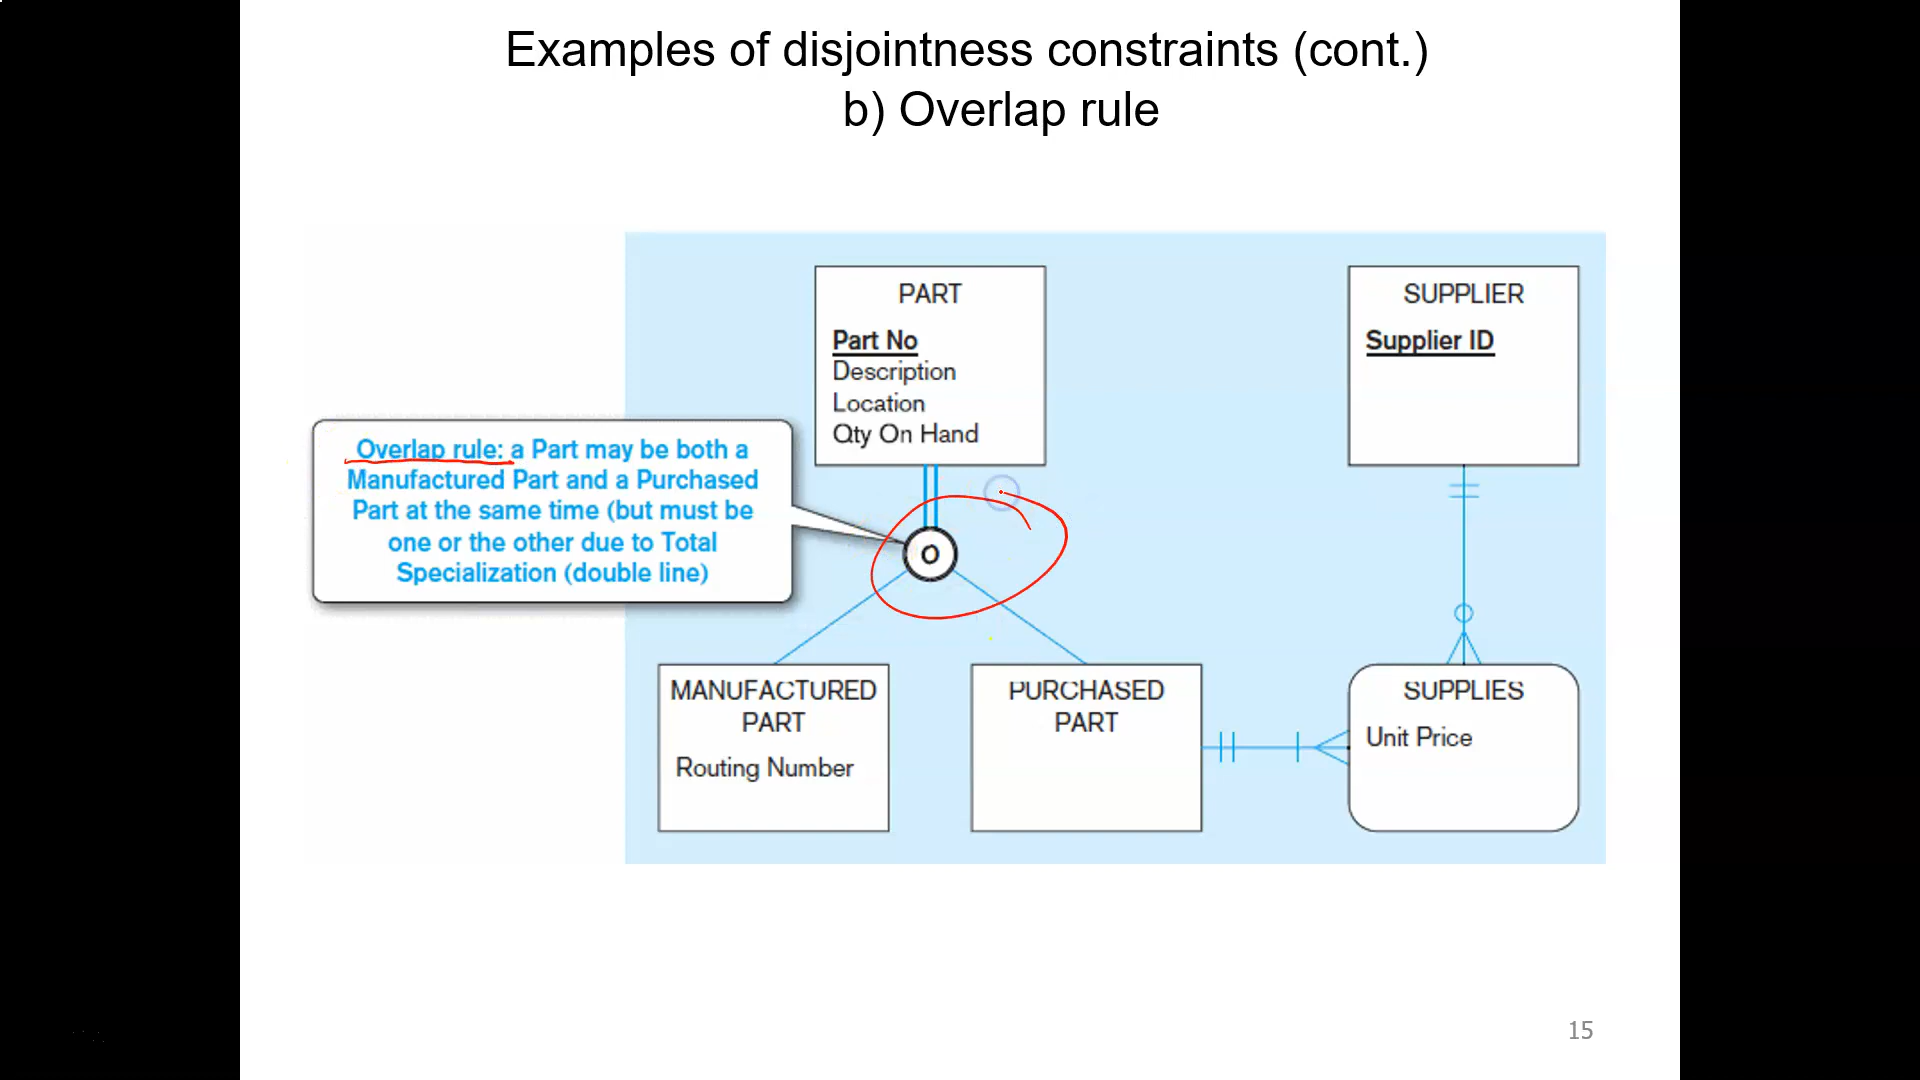 Examples of disjointness constraints (cont.)
b) Overlap rule
PART
Part No
Description
Location
Qty On Hand
SUPPLIER
Supplier ID
Overlap rule: a Part may be both a
Manufactured Part and a Purchased
Part at the same time (but must be
one or the other due to Total
Specialization (double line)
O
MANUFACTURED
PART
Routing Number
PURCHASED
PART
SUPPLIES
Unit Price
15